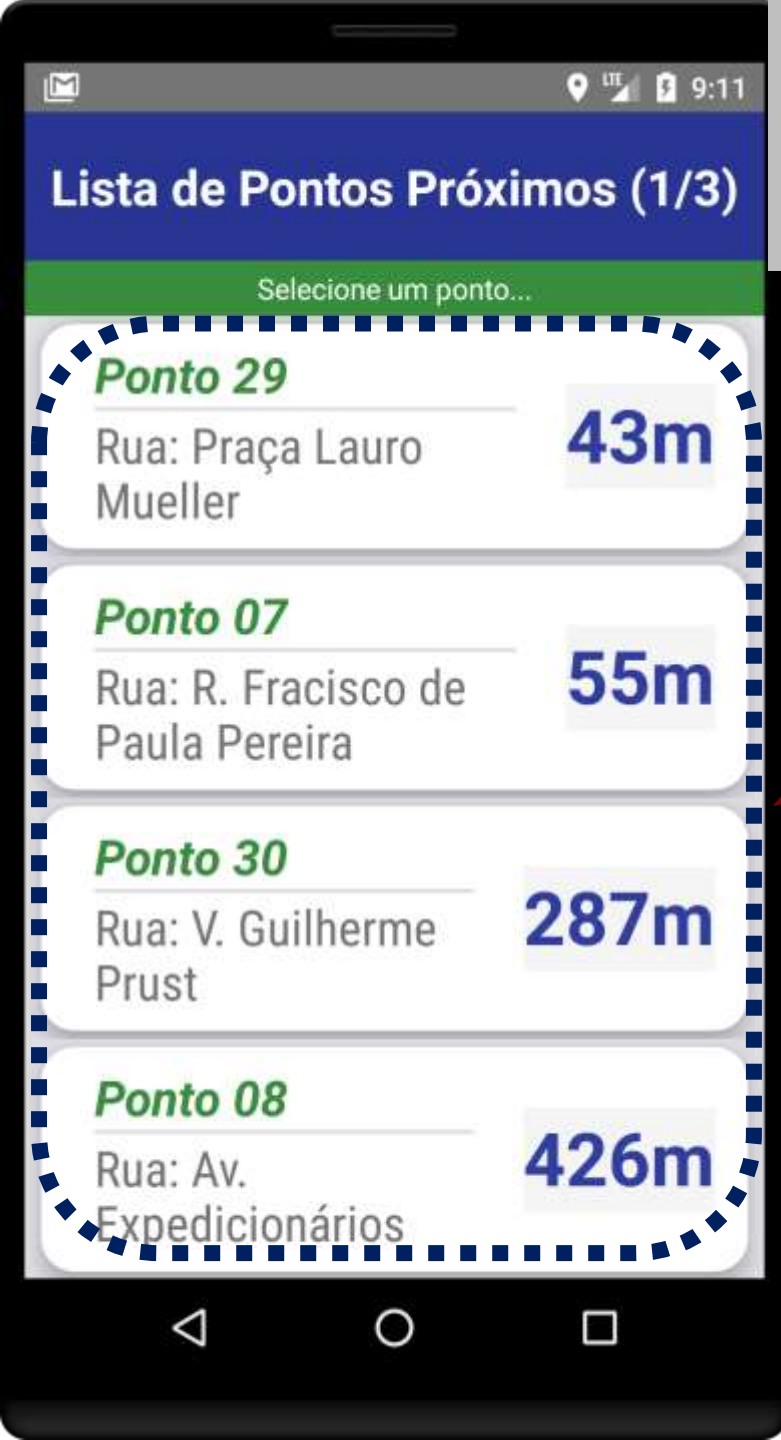 LTE 9:11
Lista de Pontos Próximos (1/3)
Selecione um ponto...
Ponto 29
Rua: Praça Lauro
Mueller
43m
Ponto 07
Rua: R. Fracisco de
Paula Pereira
55m
Ponto 30
Rua: V. Guilherme
Prust
287m
Ponto 08
Rua: Av.
Expedicionários
426m